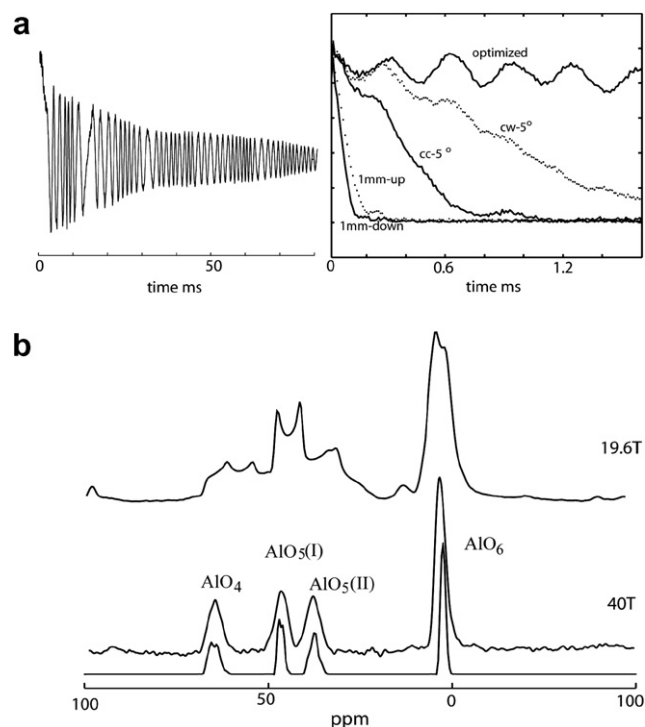 a
optimized
cw-5°
cc-5°
1mm-up
1mm-down
0 50
time ms
0 0.6 1.2
time ms
b
19.6T
AlO4 AlO5(I) AlO5(II) AlO6
40T
100 50 0 100
ppm